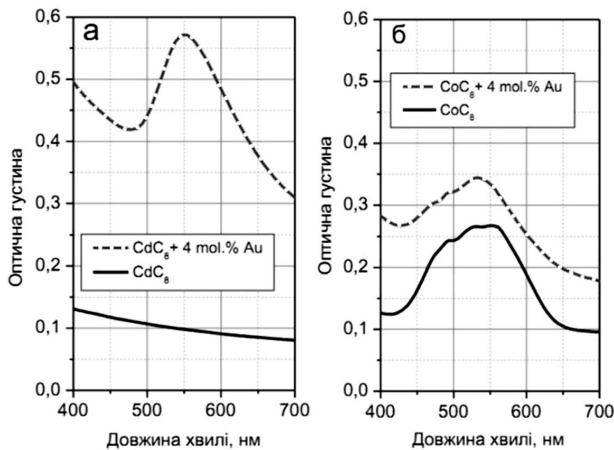 а
0,6
0,5
0,4
0,3
0,2
0,1
0,0
Оптична густина
CdC₈ + 4 mol.% Au
CdC₈
400
500
600
700
Довжина хвилі, нм
б
0,6
0,5
0,4
0,3
0,2
0,1
0,0
Оптична густина
CoC₈ + 4 mol.% Au
CoC₈
400
500
600
700
Довжина хвилі, нм